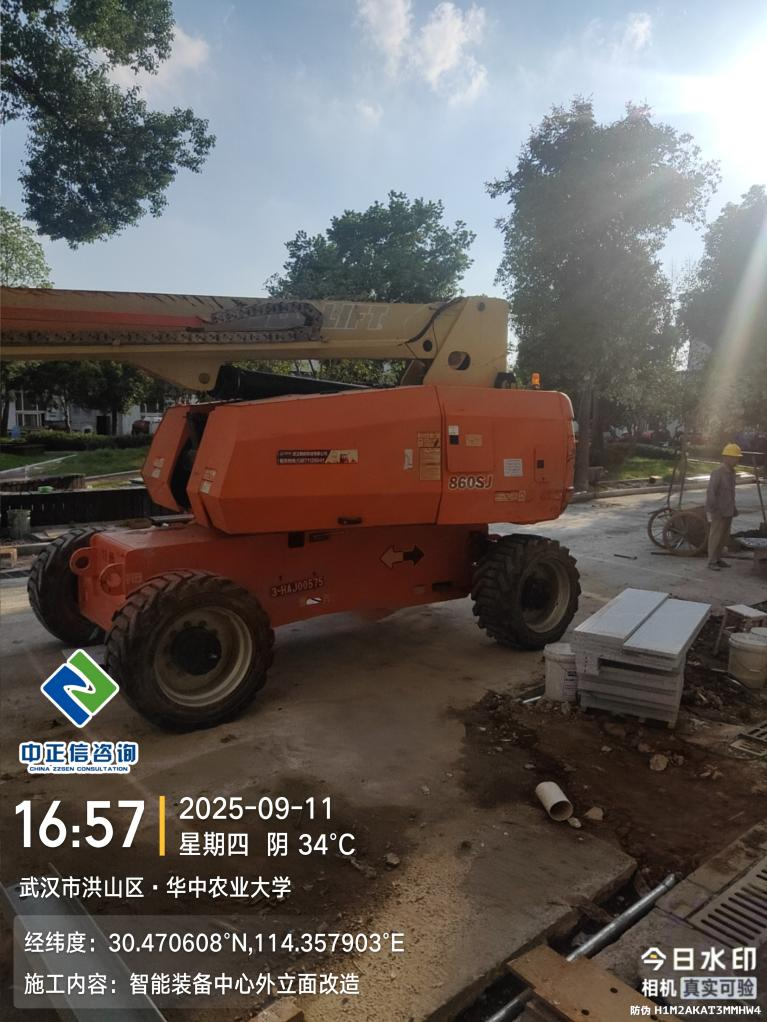 LIFT
860SJ
3-HAJ00575
中正信咨询
CHINA ZZSEN CONSULTATION
16:57
2025-09-11
星期四 阴 34°C
武汉市洪山区·华中农业大学
经纬度：30.470608°N,114.357903°E
施工内容：智能装备中心外立面改造
今日水印
相机 真实可验
防伪 H1M2AKAT3MMHW4